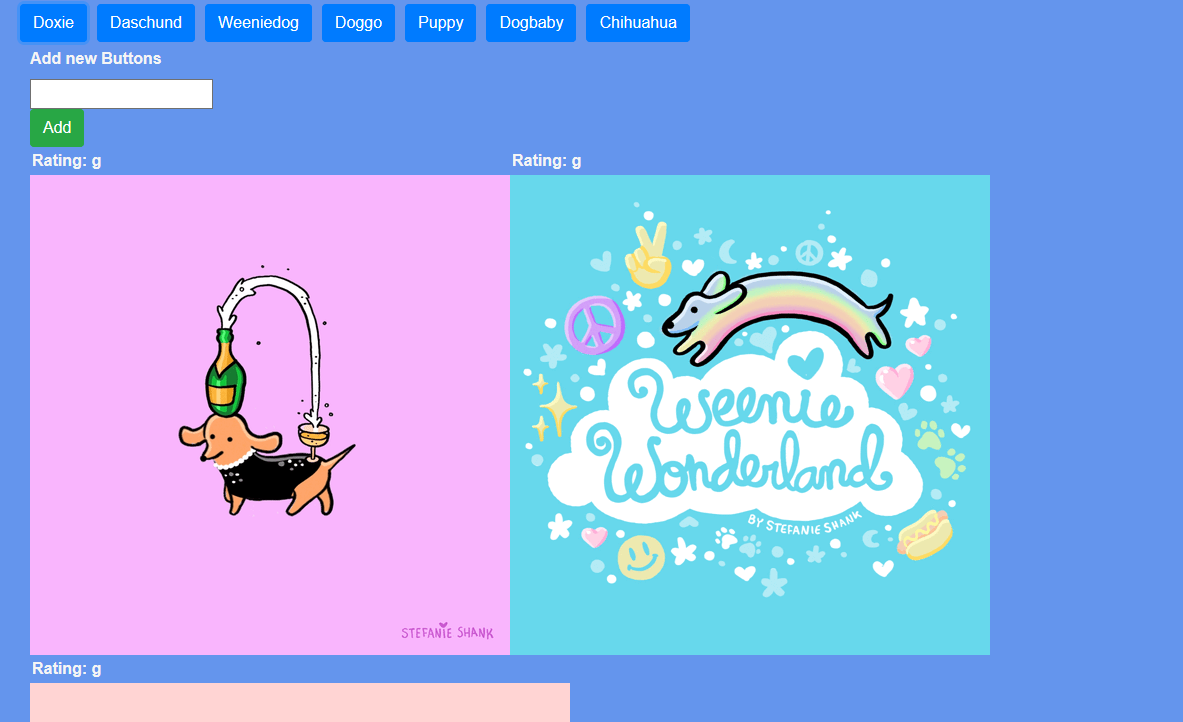 Doxie Daschund Weeniedog Doggo Puppy Dogbaby Chihuahua
Add new Buttons
Add
Rating: g Rating: g
Weenie
Wonderland
BY STEFANIE SHANK
STEFANIE SHANK
Rating: g